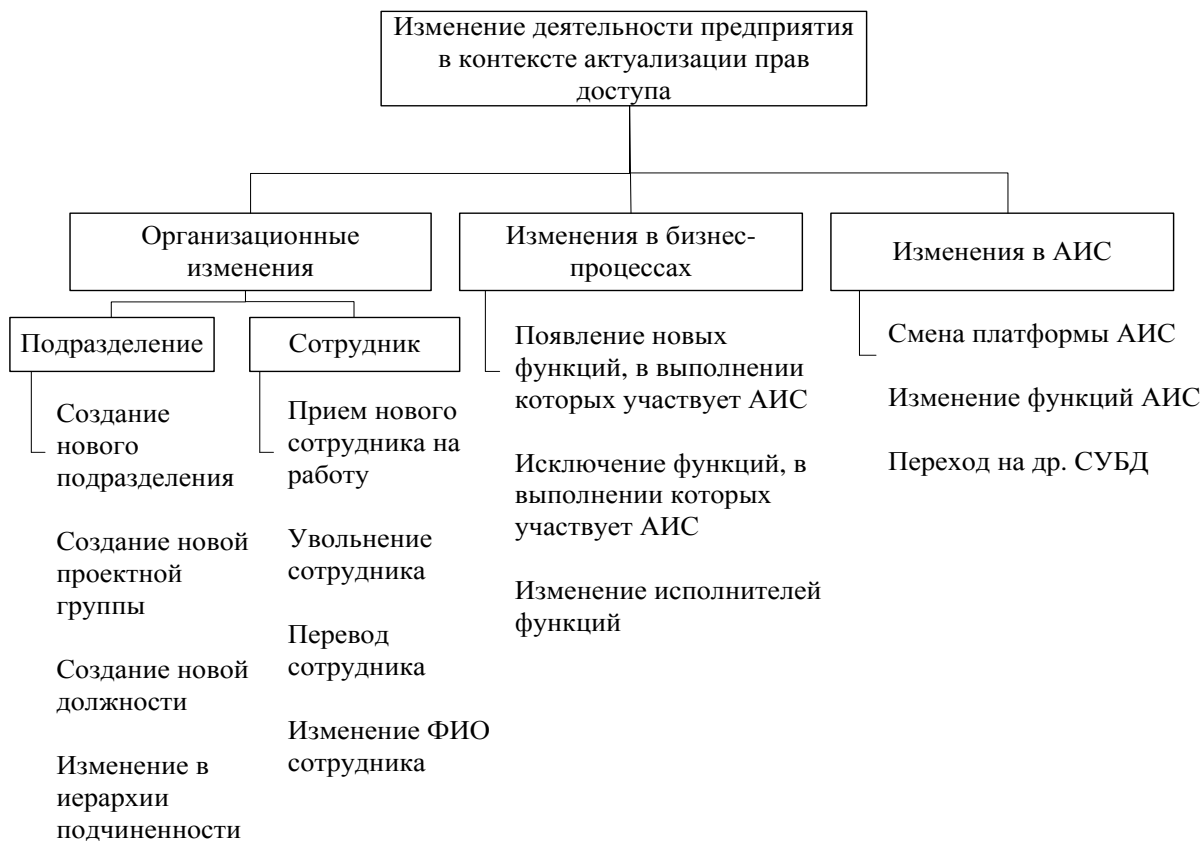 Изменение деятельности предприятия
в контексте актуализации прав
доступа
Организационные
изменения
Подразделение
Создание
нового
подразделения
Создание новой
проектной
группы
Создание новой
должности
Изменение в
иерархии
подчиненности
Сотрудник
Прием нового
сотрудника на
работу
Увольнение
сотрудника
Перевод
сотрудника
Изменение ФИО
сотрудника
Изменения в бизнес-
процессах
Появление новых
функций, в выполнении
которых участвует АИС
Исключение функций, в
выполнении которых
участвует АИС
Изменение исполнителей
функций
Изменения в АИС
Смена платформы АИС
Изменение функций АИС
Переход на др. СУБД